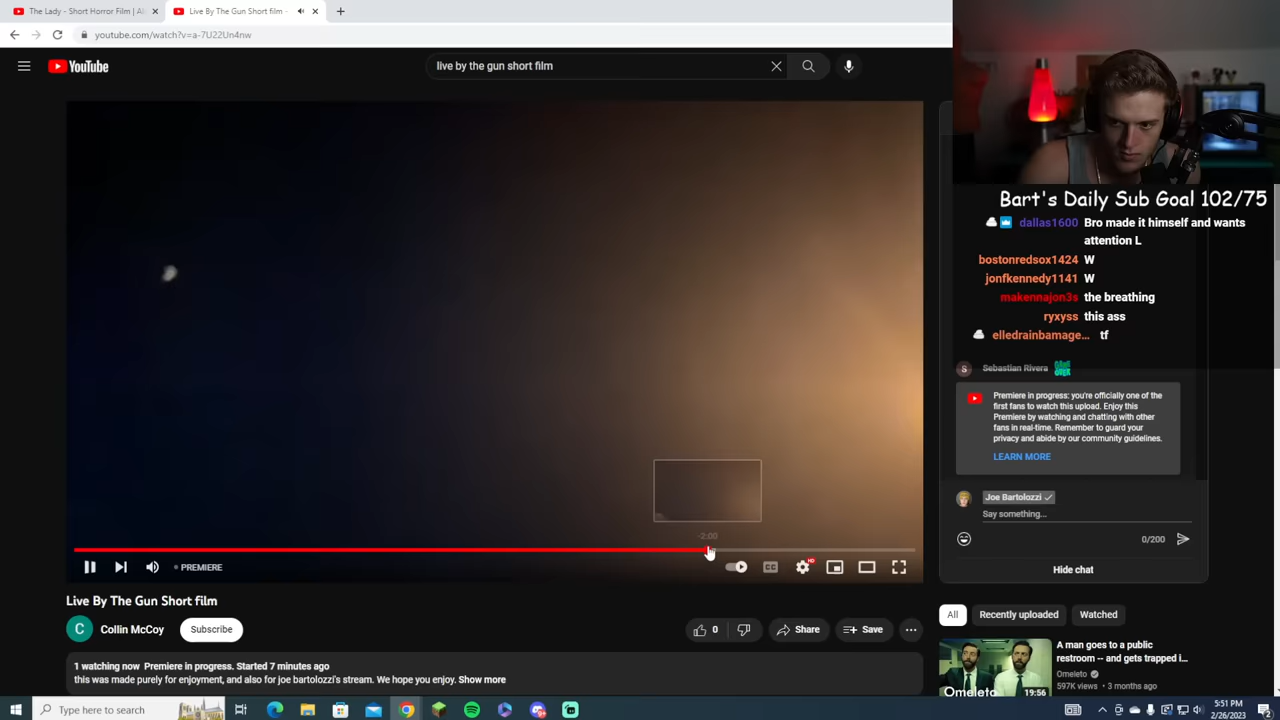 The Lady - Short Horror Film | Al
Live By The Gun Short film -
youtube.com/watch?v=a-7U22Un4nw
YouTube
live by the gun short film
Bart's Daily Sub Goal 102/75
dallas1600 Bro made it himself and wants
attention L
bostonredsox1424 W
jonfkennedy1141 W
makennajon3s the breathing
ryxyss this ass
elledrainbamage... tf
S Sebastian Rivera
Premiere in progress: you're officially one of the
first fans to watch this upload. Enjoy this
Premiere by watching and chatting with other
fans in real-time. Remember to guard your
privacy and abide by our community guidelines.
LEARN MORE
Joe Bartolozzi
Say something...
0/200
Hide chat
-2:00
PREMIERE
CC
HD
Live By The Gun Short film
C Collin McCoy
Subscribe
0
Share
Save
1 watching now Premiere in progress. Started 7 minutes ago
this was made purely for enjoyment, and also for joe bartolozzi's stream. We hope you enjoy. Show more
All
Recently uploaded
Watched
A man goes to a public
restroom -- and gets trapped i...
Omeleto
597K views • 3 months ago
Omeleto
19:56
Type here to search
5:51 PM
2/26/2023